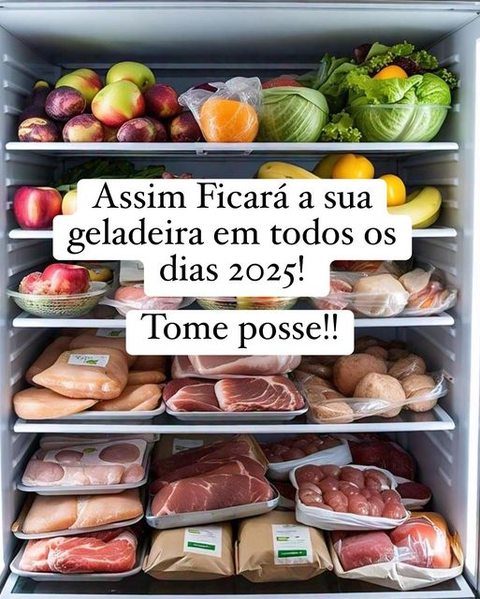 Assim Ficará a sua
geladeira em todos os
dias 2025!
Tome posse!!